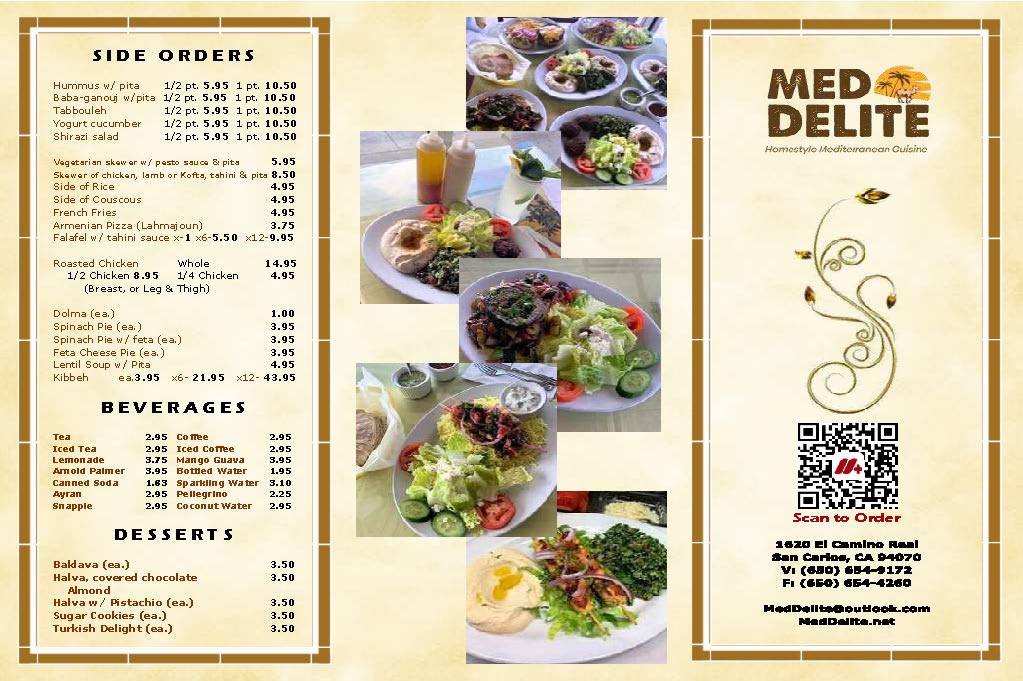 SIDE ORDERS
Hummus w/ pita 1/2 pt. 5.95 1 pt. 10.50
Baba-ganouj w/pita 1/2 pt. 5.95 1 pt. 10.50
Tabbouleh 1/2 pt. 5.95 1 pt. 10.50
Yogurt cucumber 1/2 pt. 5.95 1 pt. 10.50
Shirazi salad 1/2 pt. 5.95 1 pt. 10.50
Vegetarian skewer w/ pesto sauce & pita 5.95
Skewer of chicken, lamb or Kofta, tahini & pita 8.50
Side of Rice 4.95
Side of Couscous 4.95
French Fries 4.95
Armenian Pizza (Lahmajoun) 3.75
Falafel w/ tahini sauce x-1 x6-5.50 x12-9.95
Roasted Chicken Whole 14.95
1/2 Chicken 8.95 1/4 Chicken 4.95
(Breast, or Leg & Thigh)
Dolma (ea.) 1.00
Spinach Pie (ea.) 3.95
Spinach Pie w/ feta (ea.) 3.95
Feta Cheese Pie (ea.) 3.95
Lentil Soup w/ Pita 4.95
Kibbeh ea.3.95 x6- 21.95 x12- 43.95
BEVERAGES
Tea 2.95 Coffee 2.95
Iced Tea 2.95 Iced Coffee 2.95
Lemonade 3.75 Mango Guava 3.95
Arnold Palmer 3.95 Bottled Water 1.95
Canned Soda 1.63 Sparkling Water 3.10
Ayran 2.95 Pellegrino 2.25
Snapple 2.95 Coconut Water 2.95
DESSERTS
Baklava (ea.) 3.50
Halva, covered chocolate 3.50
Almond
Halva w/ Pistachio (ea.) 3.50
Sugar Cookies (ea.) 3.50
Turkish Delight (ea.) 3.50
MED
DELITE
Homestyle Mediterranean Cuisine
Scan to Order
1620 El Camino Real
San Carlos, CA 94070
V: (650) 654-9172
F: (650) 654-4260
MedDelite@outlook.com
MedDelite.net